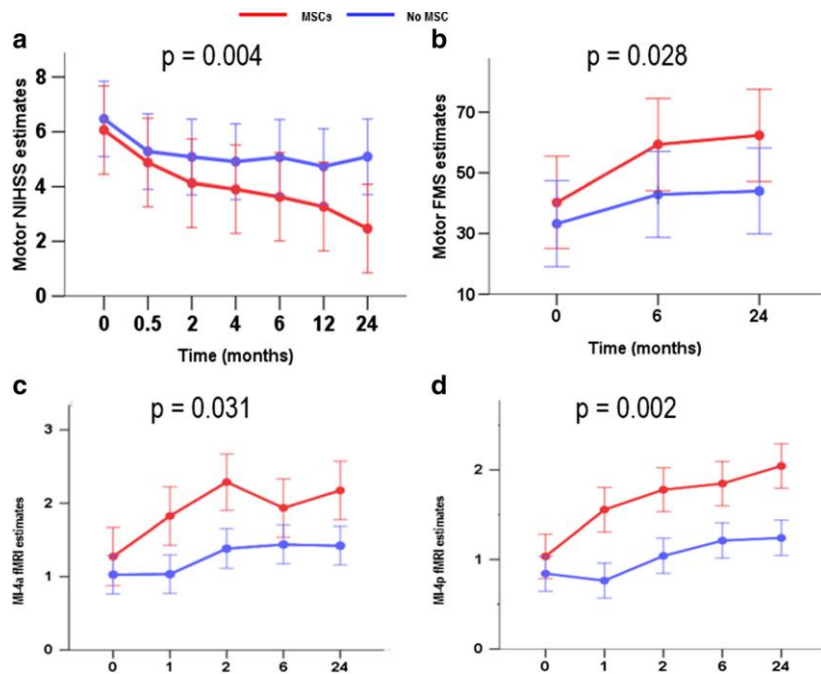 MSCs No MSC
a
p = 0.004
8
6
4
2
0
Motor NIHSS estimates
0 0.5 2 4 6 12 24
Time (months)
b
p = 0.028
70
50
30
10
Motor FMS estimates
0 6 24
Time (months)
c
p = 0.031
3
2
1
0
MI-4a fMRI estimates
0 1 2 6 24
d
p = 0.002
2
1
0
MI-4p fMRI estimates
0 1 2 6 24